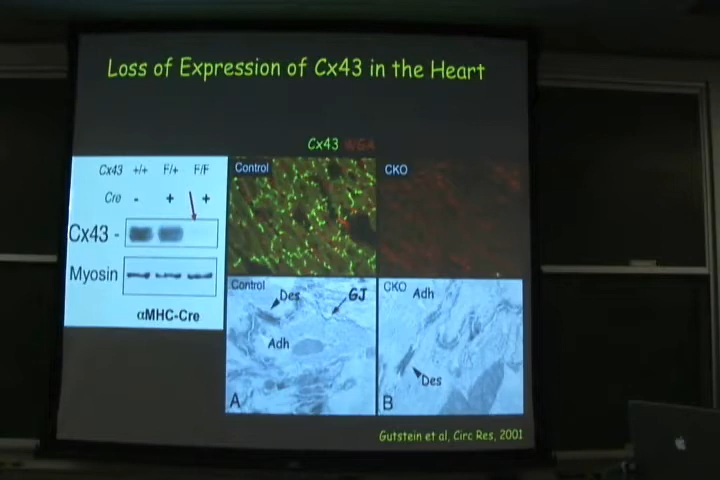 Loss of Expression of Cx43 in the Heart
Cx43 WGA
Cx43 +/+ F/+ F/F
Cre - + +
Cx43 -
Myosin
αMHC-Cre
Control
CKO
Control
Des
GJ
Adh
A
CKO
Adh
Des
B
Gutstein et al, Circ Res, 2001